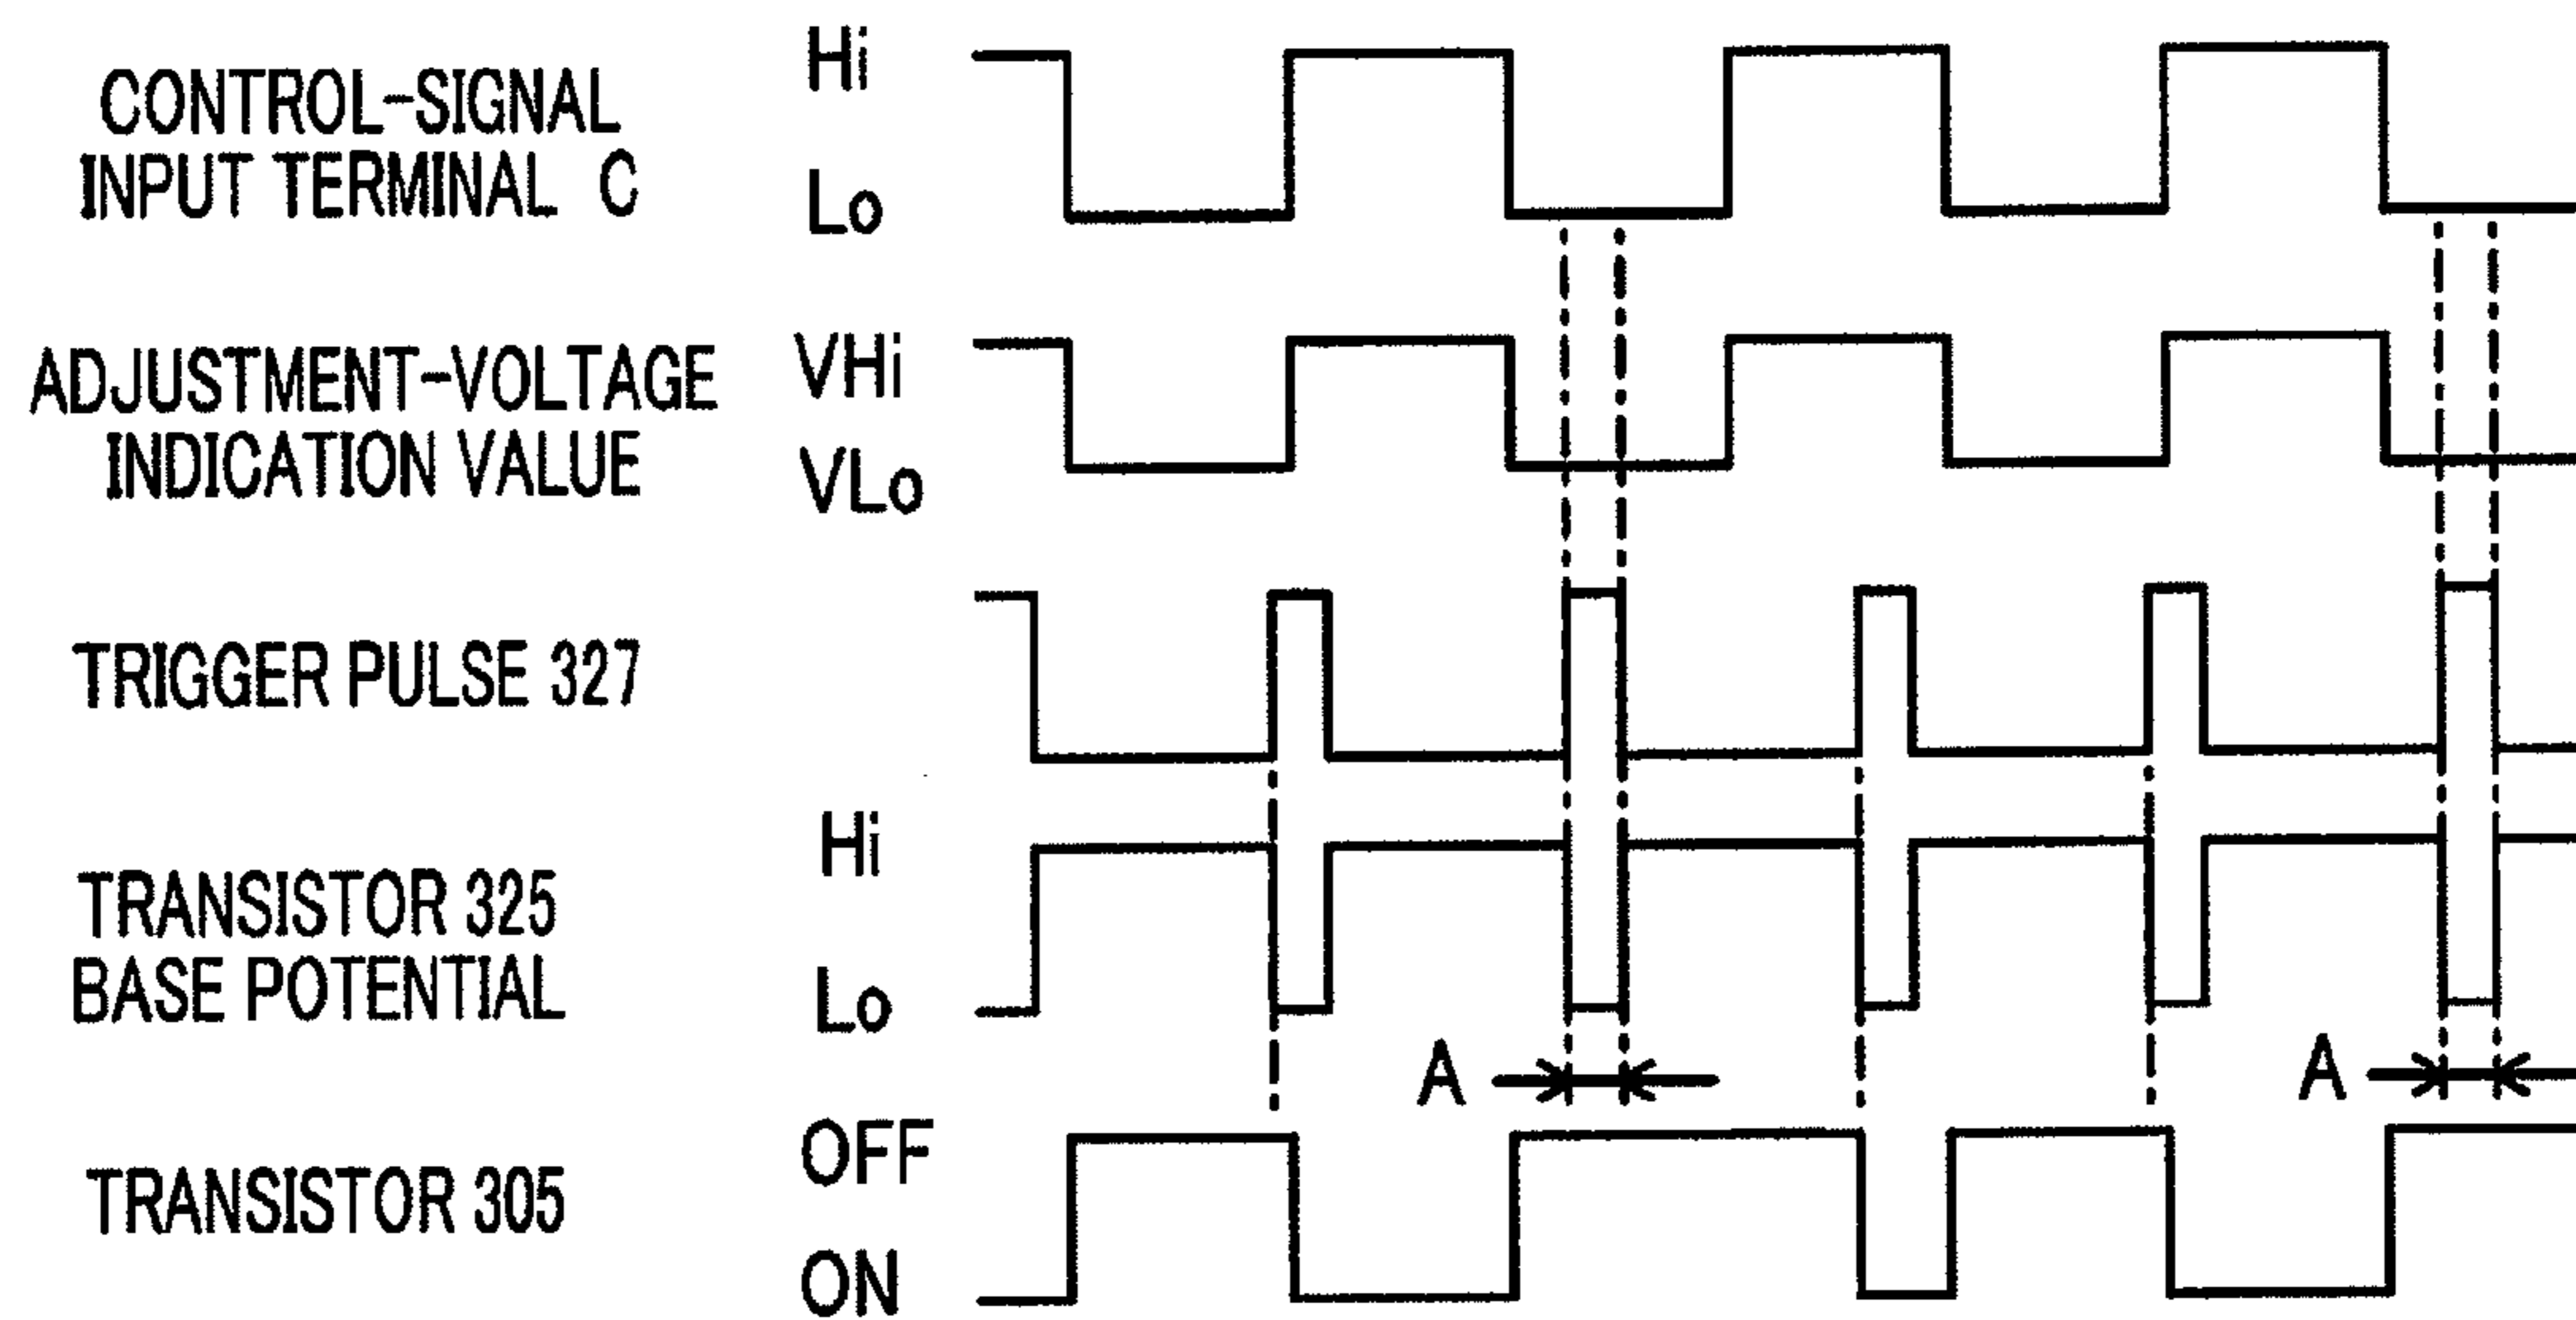 CONTROL-SIGNAL
INPUT TERMINAL C
Hi
Lo
ADJUSTMENT-VOLTAGE
INDICATION VALUE
VHi
VLo
TRIGGER PULSE 327
TRANSISTOR 325
BASE POTENTIAL
Hi
Lo
A
A
TRANSISTOR 305
OFF
ON